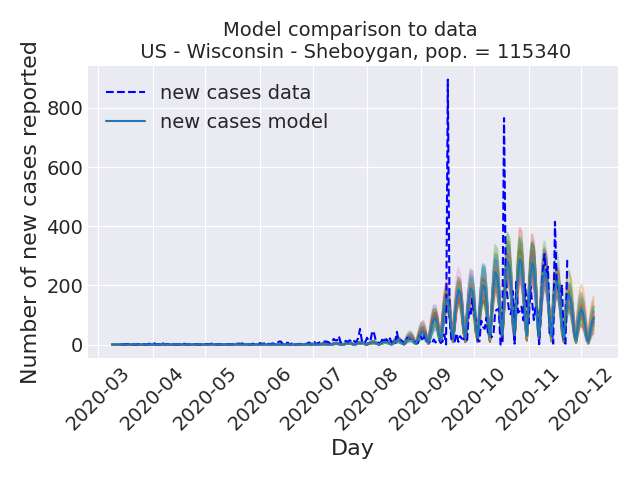 Model comparison to data
US - Wisconsin - Sheboygan, pop. = 115340
Number of new cases reported
800
600
400
200
0
new cases data
new cases model
2020-03
2020-04
2020-05
2020-06
2020-07
2020-08
2020-09
2020-10
2020-11
2020-12
Day